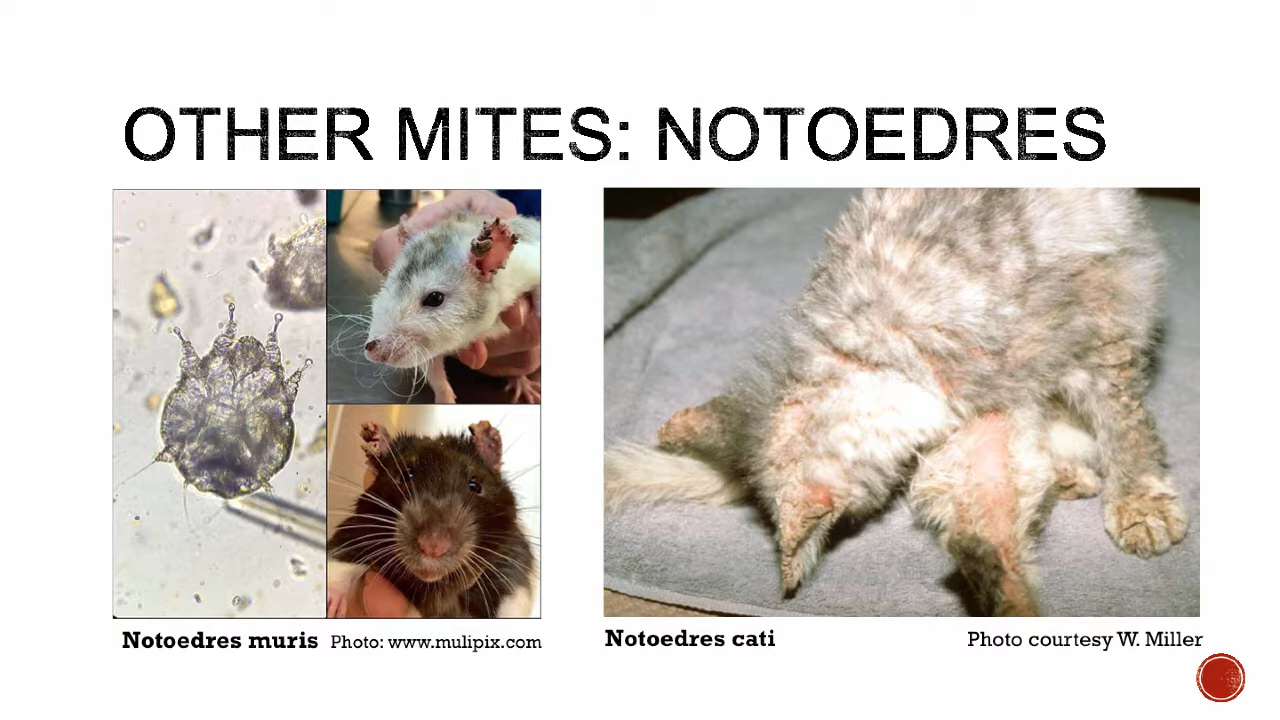 OTHER MITES: NOTOEDRES
Notoedres muris Photo: www.mulipix.com
Notoedres cati Photo courtesy W. Miller